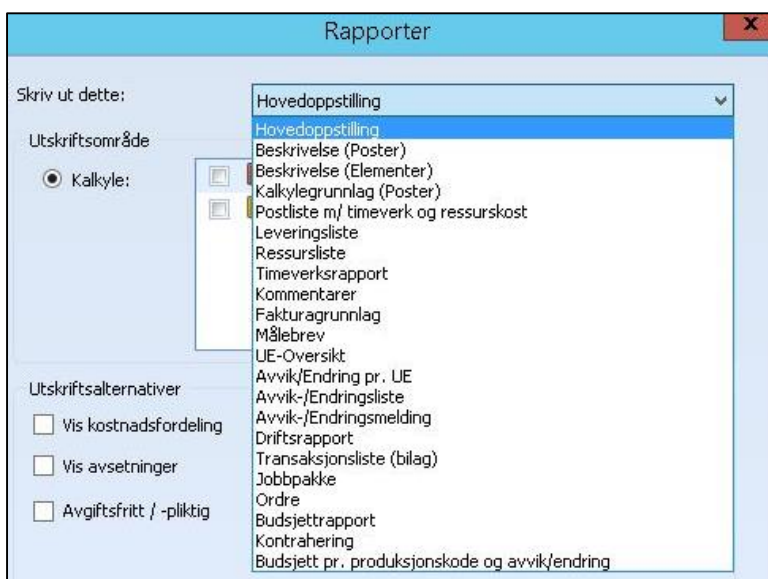 Rapporter
x
Skriv ut dette:
Hovedoppstilling
Utskriftsområde
Kalkyle:
Hovedoppstilling
Beskrivelse (Poster)
Beskrivelse (Elementer)
Kalkylegrunnlag (Poster)
Postliste m/ timeverk og ressurskost
Leveringsliste
Ressursliste
Timeverksrapport
Kommentarer
Fakturagrunnlag
Målebrev
UE-Oversikt
Avvik/Endring pr. UE
Avvik-/Endringsliste
Avvik-/Endringsmelding
Driftsrapport
Transaksjonsliste (bilag)
Jobbpakke
Ordre
Budsjettrapport
Kontrahering
Budsjett pr. produksjonskode og avvik/endring
Utskriftsalternativer
Vis kostnadsfordeling
Vis avsetninger
Avgiftsfritt / -pliktig